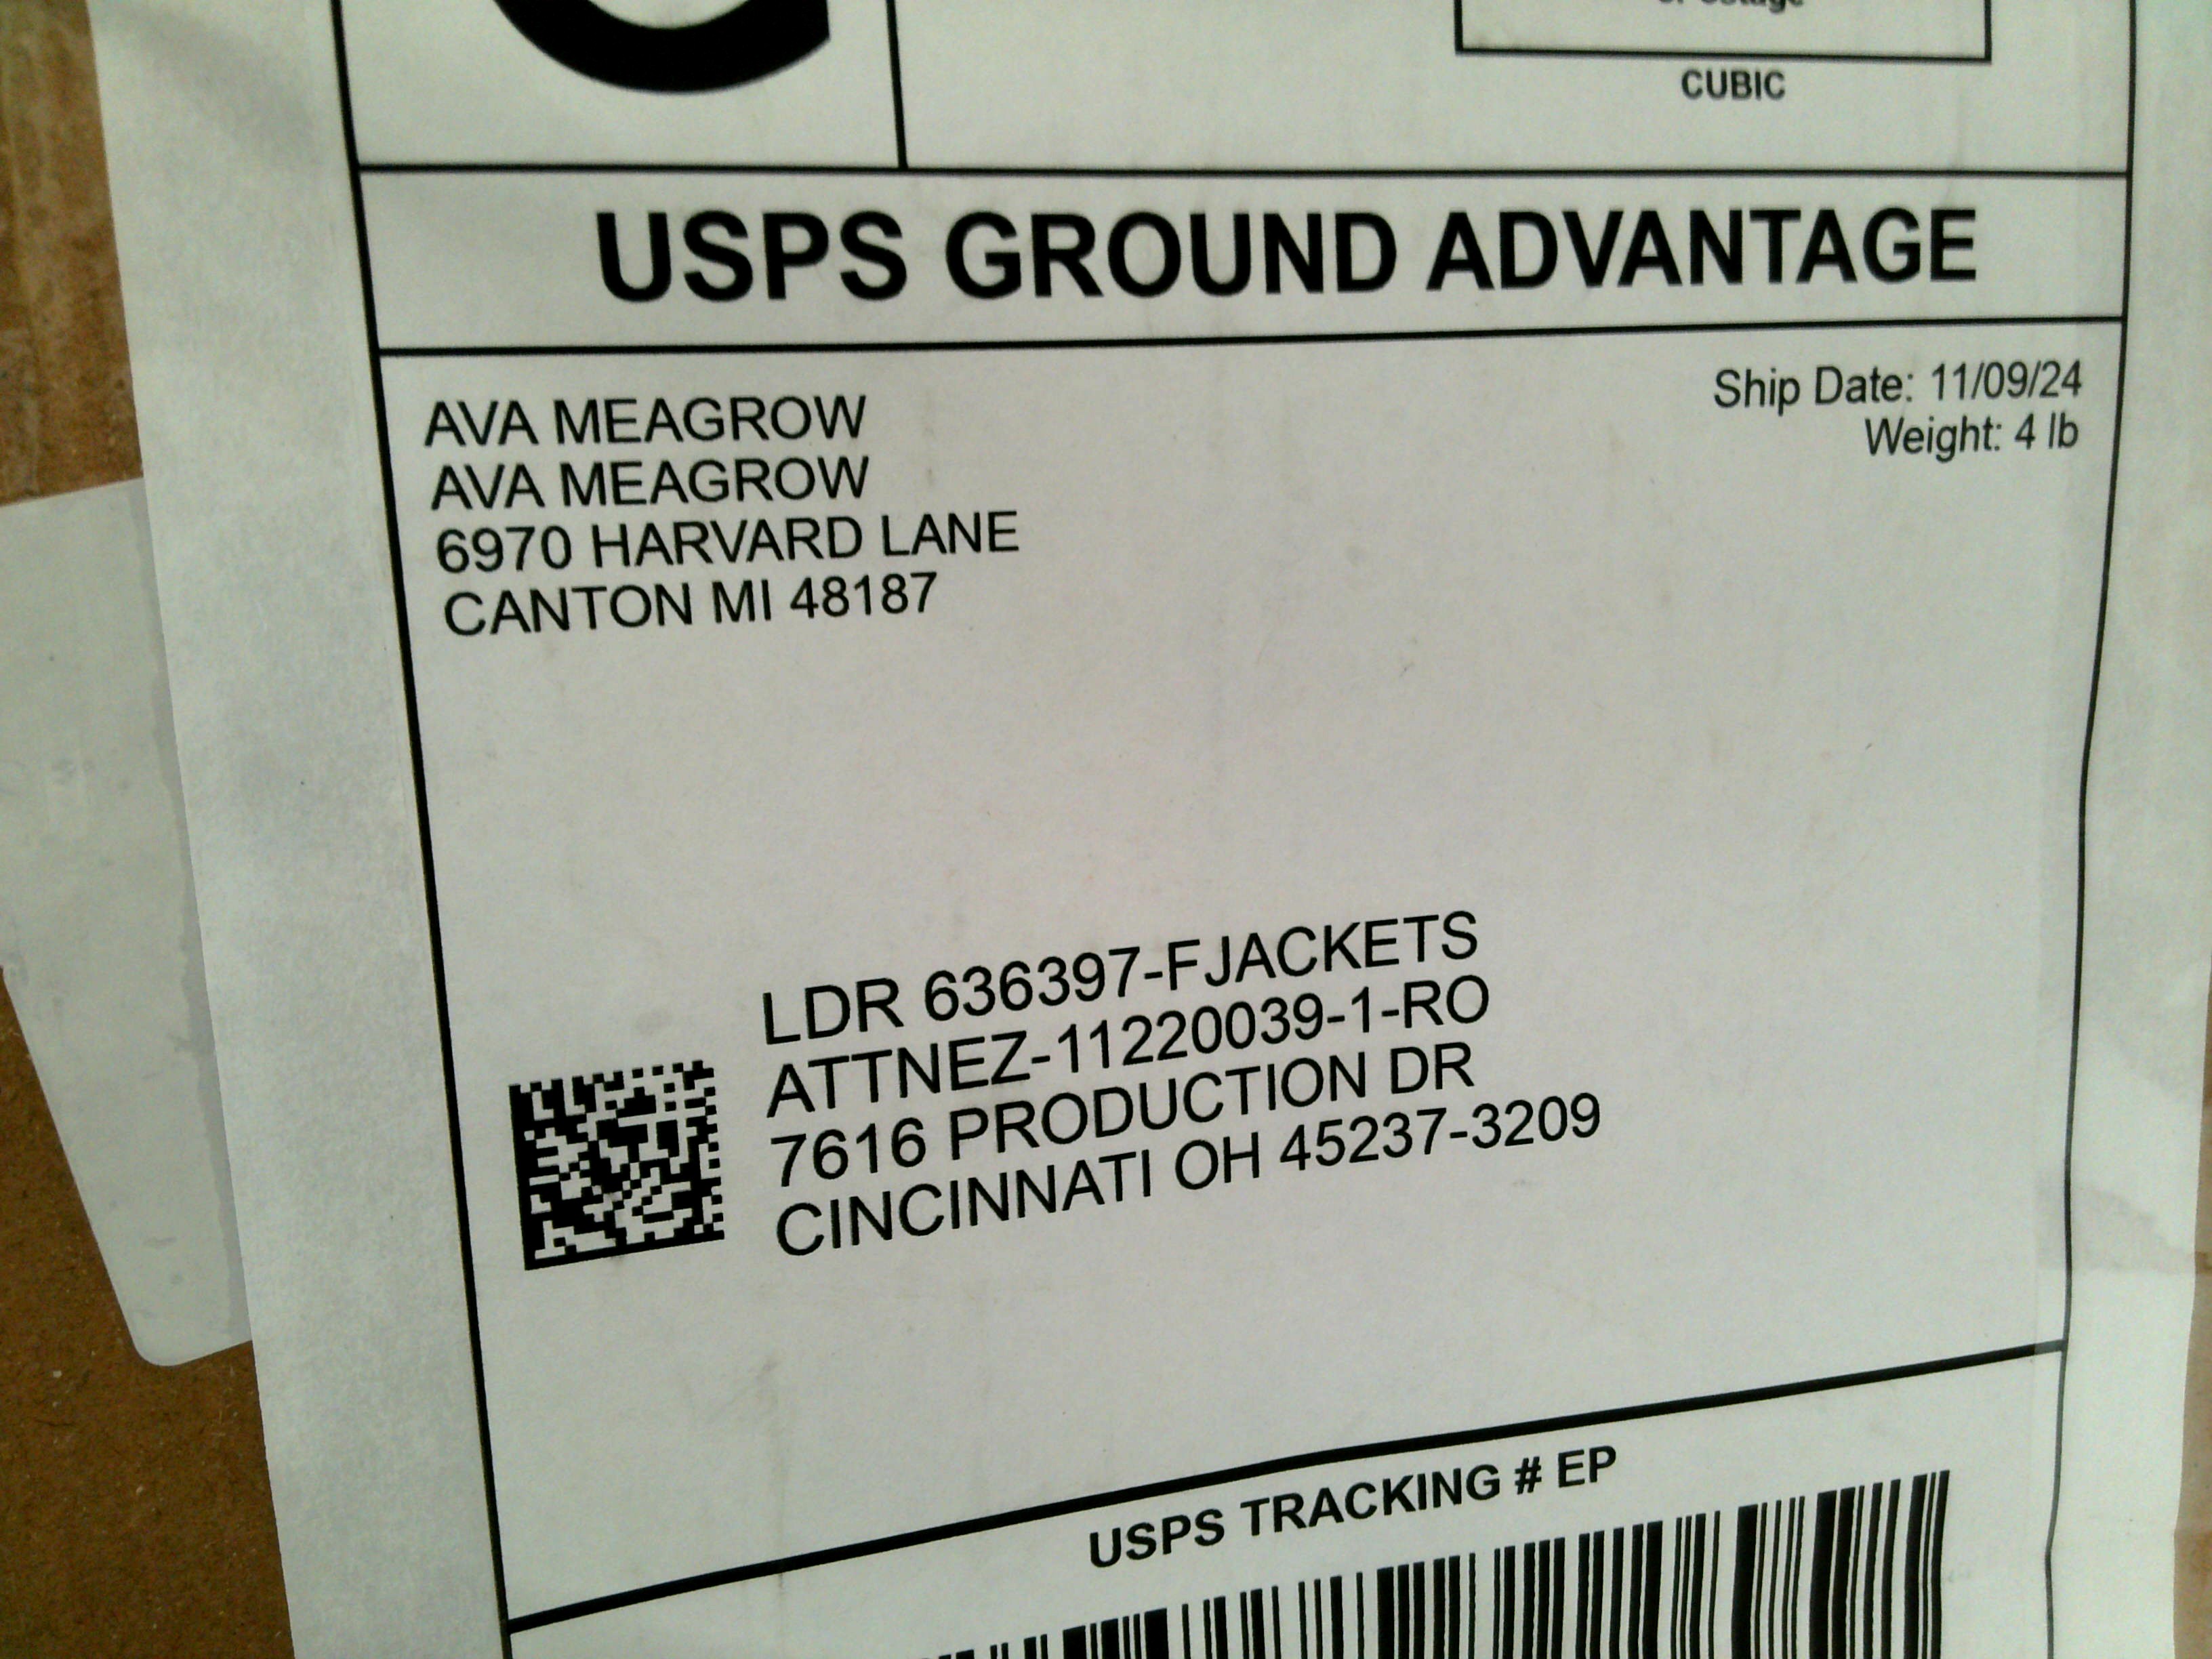 CUBIC
USPS GROUND ADVANTAGE
Ship Date: 11/09/24
Weight: 4 lb
AVA MEAGROW
AVA MEAGROW
6970 HARVARD LANE
CANTON MI 48187
LDR 636397-FJACKETS
ATTNEZ-11220039-1-RO
7616 PRODUCTION DR
CINCINNATI OH 45237-3209
USPS TRACKING # EP